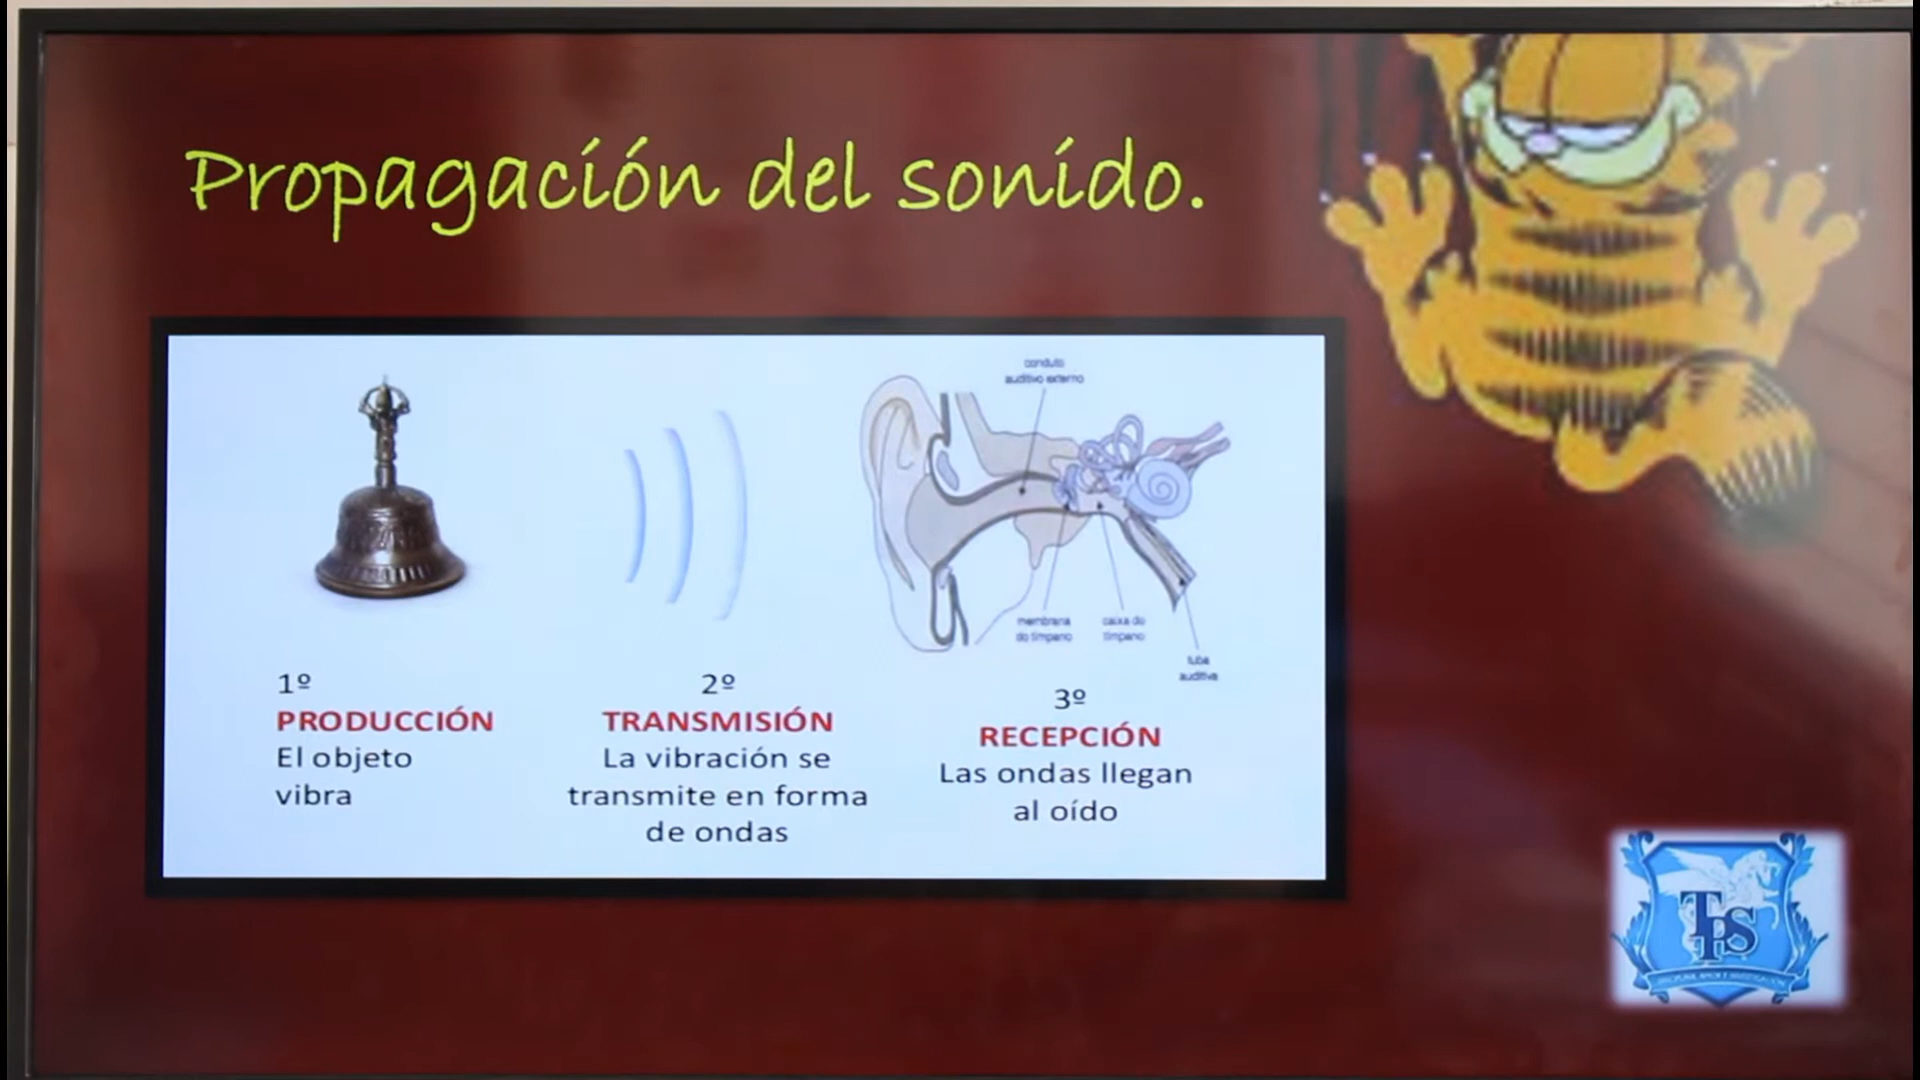 Propagación del sonido.
conduto
auditivo externo
membrana
do tímpano
caixa do
tímpano
tuba
auditiva
1º
PRODUCCIÓN
El objeto
vibra
2º
TRANSMISIÓN
La vibración se
transmite en forma
de ondas
3º
RECEPCIÓN
Las ondas llegan
al oído
TPS